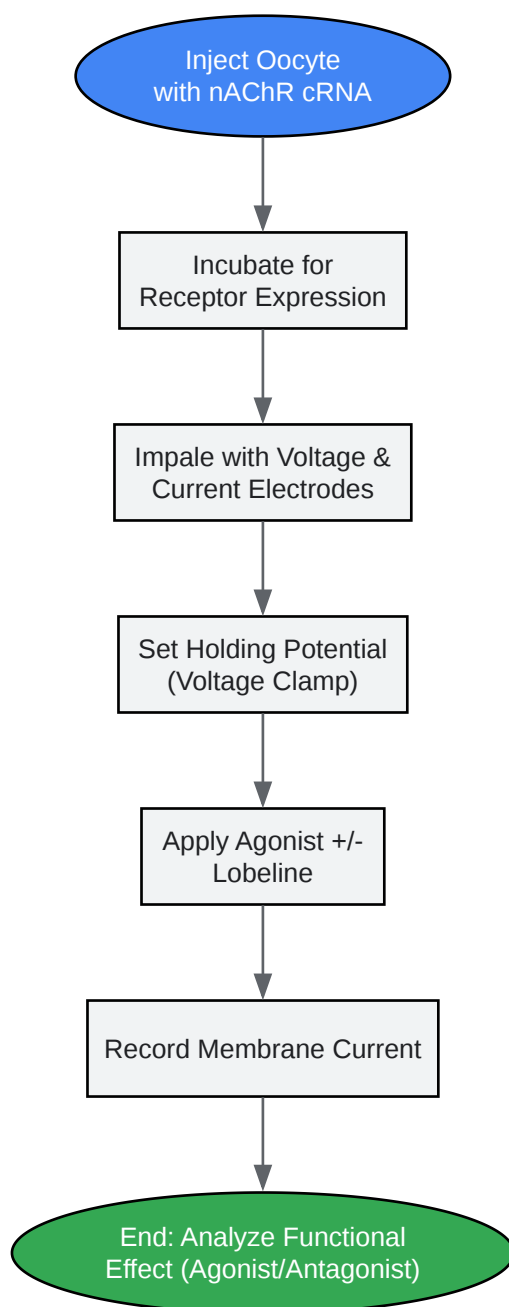 Inject Oocyte
with nAChR cRNA
Incubate for
Receptor Expression
Impale with Voltage &
Current Electrodes
Set Holding Potential
(Voltage Clamp)
Apply Agonist +/-
Lobeline
Record Membrane Current
End: Analyze Functional
Effect (Agonist/Antagonist)